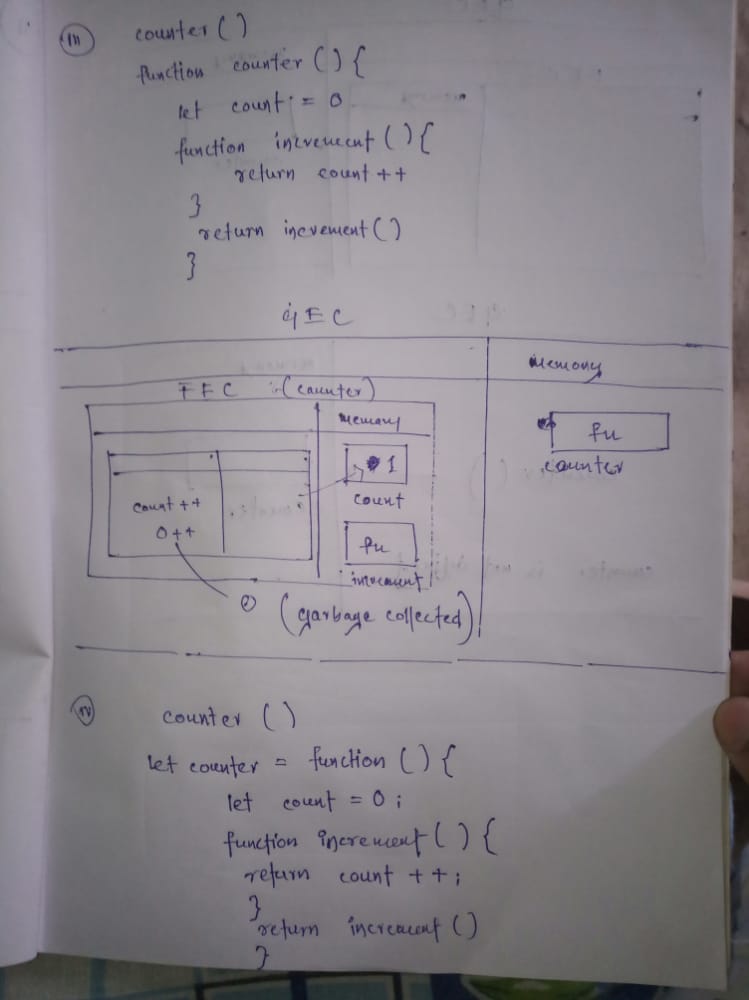 III
counter ( )
function counter ( ) {
let count = 0
function increment ( ) {
return count ++
}
return increment ( )
}
GEC
memory
FEC (counter)
memory
fu
counter
1
count
count ++
0 ++
fu
increment
0 (garbage collected)
IV
counter ( )
let counter = function ( ) {
let count = 0 ;
function increment ( ) {
return count ++ ;
}
return increment ( )
}